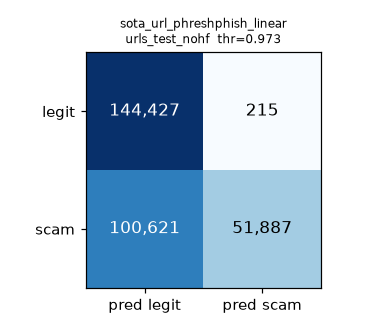 sota_url_phreshphish_linear
urls_test_nohf  thr=0.973
legit
144,427
215
scam
100,621
51,887
pred legit
pred scam